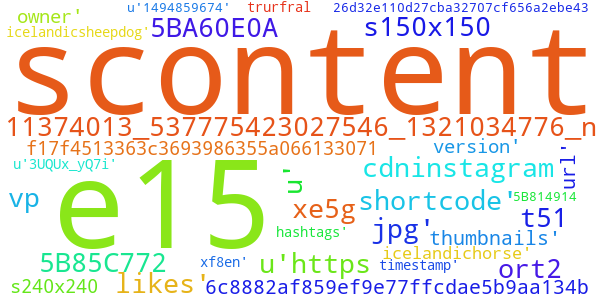 owner' u'1494859674' trurfral 26d32e110d27cba32707cf656a2ebe43
icelandicsheepdog' 5BA60E0A s150x150
scontent
11374013_537775423027546_1321034776_n
f17f4513363c3693986355a066133071 version' url'
u'3UQUx_yQ7i' e15 u' cdninstagram
vp xe5g shortcode' 5B814914
hashtags' jpg' t51
thumbnails'
5B85C772 u'https xf8en' timestamp' icelandichorse' ort2
s240x240 likes' 6c8882af859ef9e77ffcdae5b9aa134b